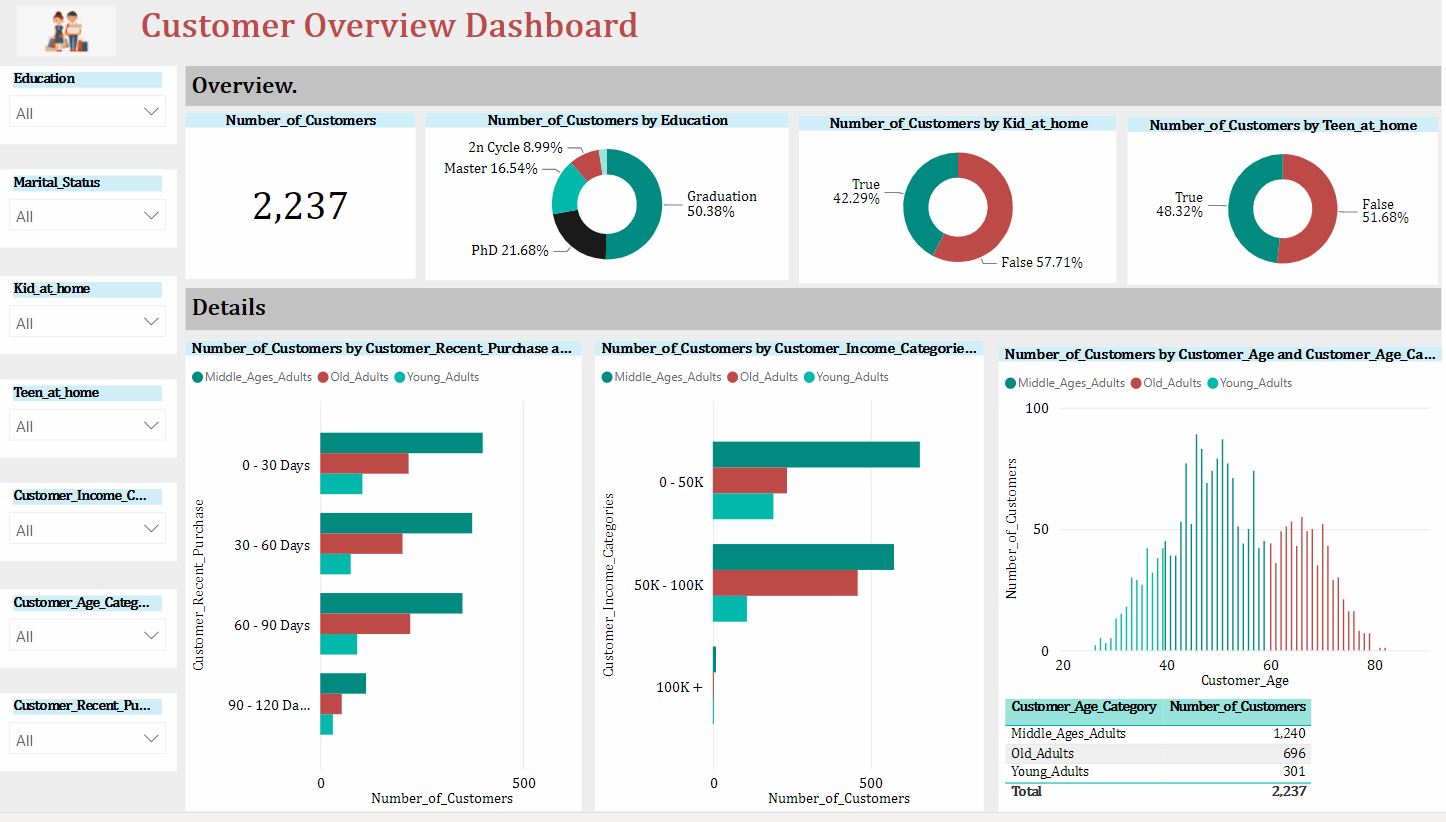 Customer Overview Dashboard
Education
All
Marital_Status
All
Kid_at_home
All
Teen_at_home
All
Customer_Income_C...
All
Customer_Age_Categ...
All
Customer_Recent_Pu...
All
Overview.
Number_of_Customers
2,237
Number_of_Customers by Education
2n Cycle 8.99%
Master 16.54%
PhD 21.68%
Graduation
50.38%
Number_of_Customers by Kid_at_home
True
42.29%
False 57.71%
Number_of_Customers by Teen_at_home
True
48.32%
False
51.68%
Details
Number_of_Customers by Customer_Recent_Purchase a...
Middle_Ages_Adults Old_Adults Young_Adults
Customer_Recent_Purchase
0 - 30 Days
30 - 60 Days
60 - 90 Days
90 - 120 Da...
0 500
Number_of_Customers
Number_of_Customers by Customer_Income_Categorie...
Middle_Ages_Adults Old_Adults Young_Adults
Customer_Income_Categories
0 - 50K
50K - 100K
100K +
0 500
Number_of_Customers
Number_of_Customers by Customer_Age and Customer_Age_Ca...
Middle_Ages_Adults Old_Adults Young_Adults
Number_of_Customers
100
50
0
20 40 60 80
Customer_Age
Customer_Age_Category Number_of_Customers
Middle_Ages_Adults 1,240
Old_Adults 696
Young_Adults 301
Total 2,237